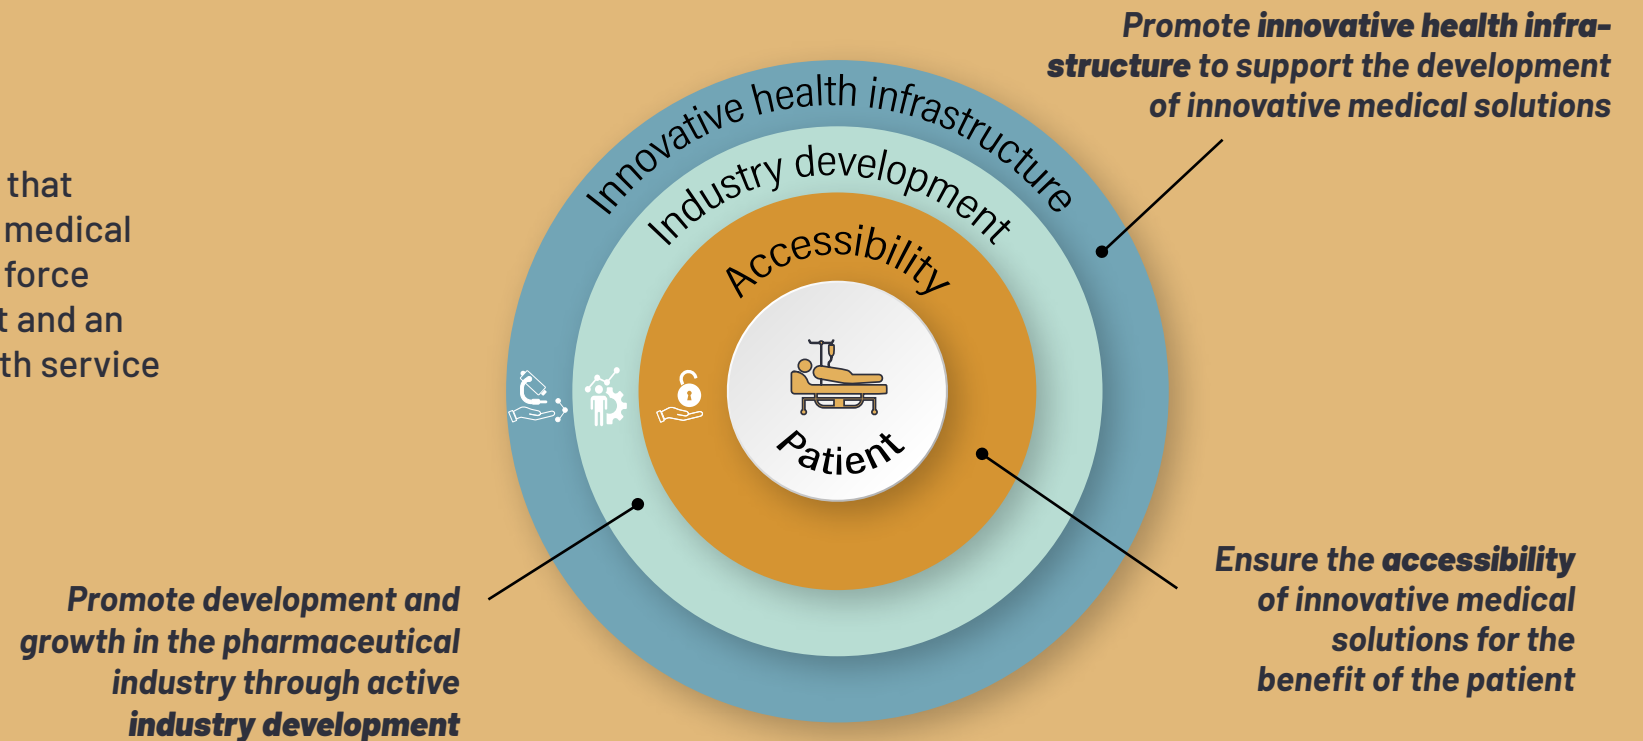 Promote innovative health infra-
structure to support the development
of innovative medical solutions
that
medical
force
t and an
th service
Innovative health infrastructure
Industry development
Accessibility
Patient
Promote development and
growth in the pharmaceutical
industry through active
industry development
Ensure the accessibility
of innovative medical
solutions for the
benefit of the patient